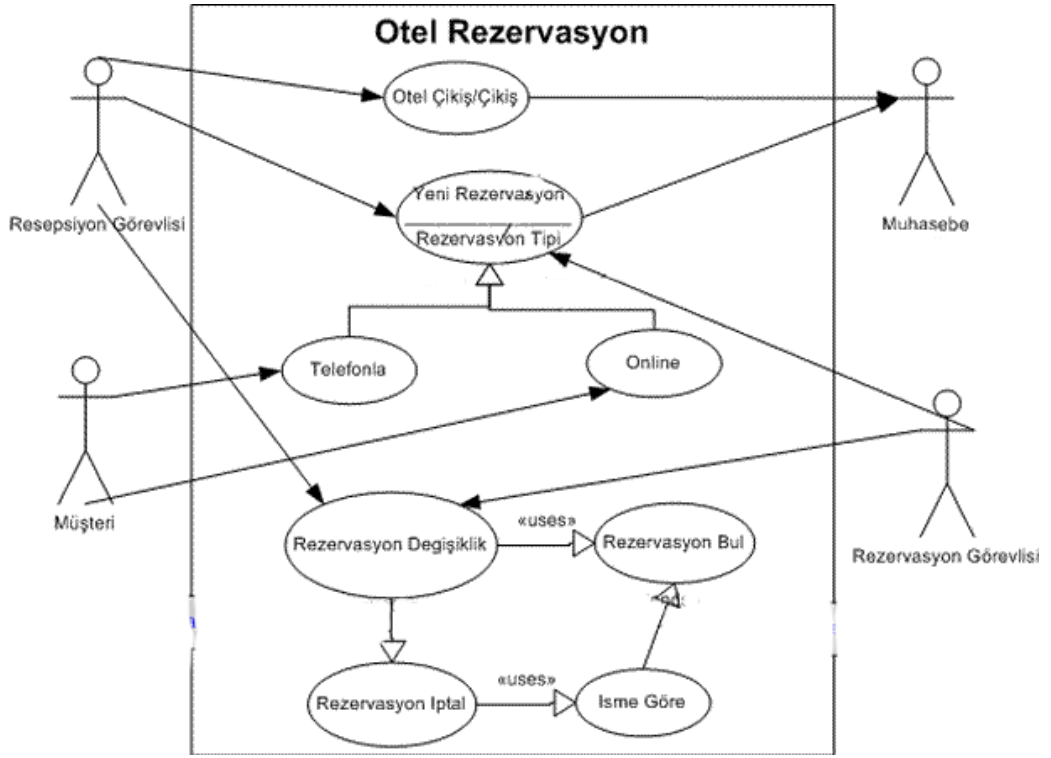 Otel Rezervasyon
Otel Çikiş/Çikiş
Yeni Rezervasyon
Rezervasyon Tipi
Resepsiyon Görevlisi
Muhasebe
Telefonla
Online
Müşteri
Rezervasyon Görevlisi
Rezervasyon Degişiklik
«uses»
Rezervasyon Bul
Rezervasyon Iptal
«uses»
Isme Göre